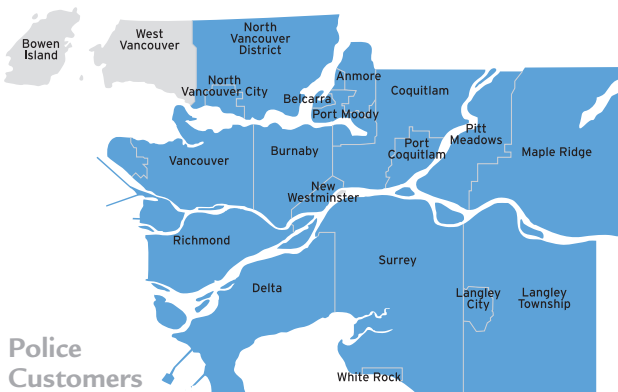 Bowen
Island
West
Vancouver
North
Vancouver
District
North
Vancouver City
Belcarra
Anmore
Port Moody
Coquitlam
Port
Coquitlam
Pitt
Meadows
Maple Ridge
Vancouver
Burnaby
New
Westminster
Richmond
Delta
Surrey
Langley
City
Langley
Township
White Rock
Police
Customers